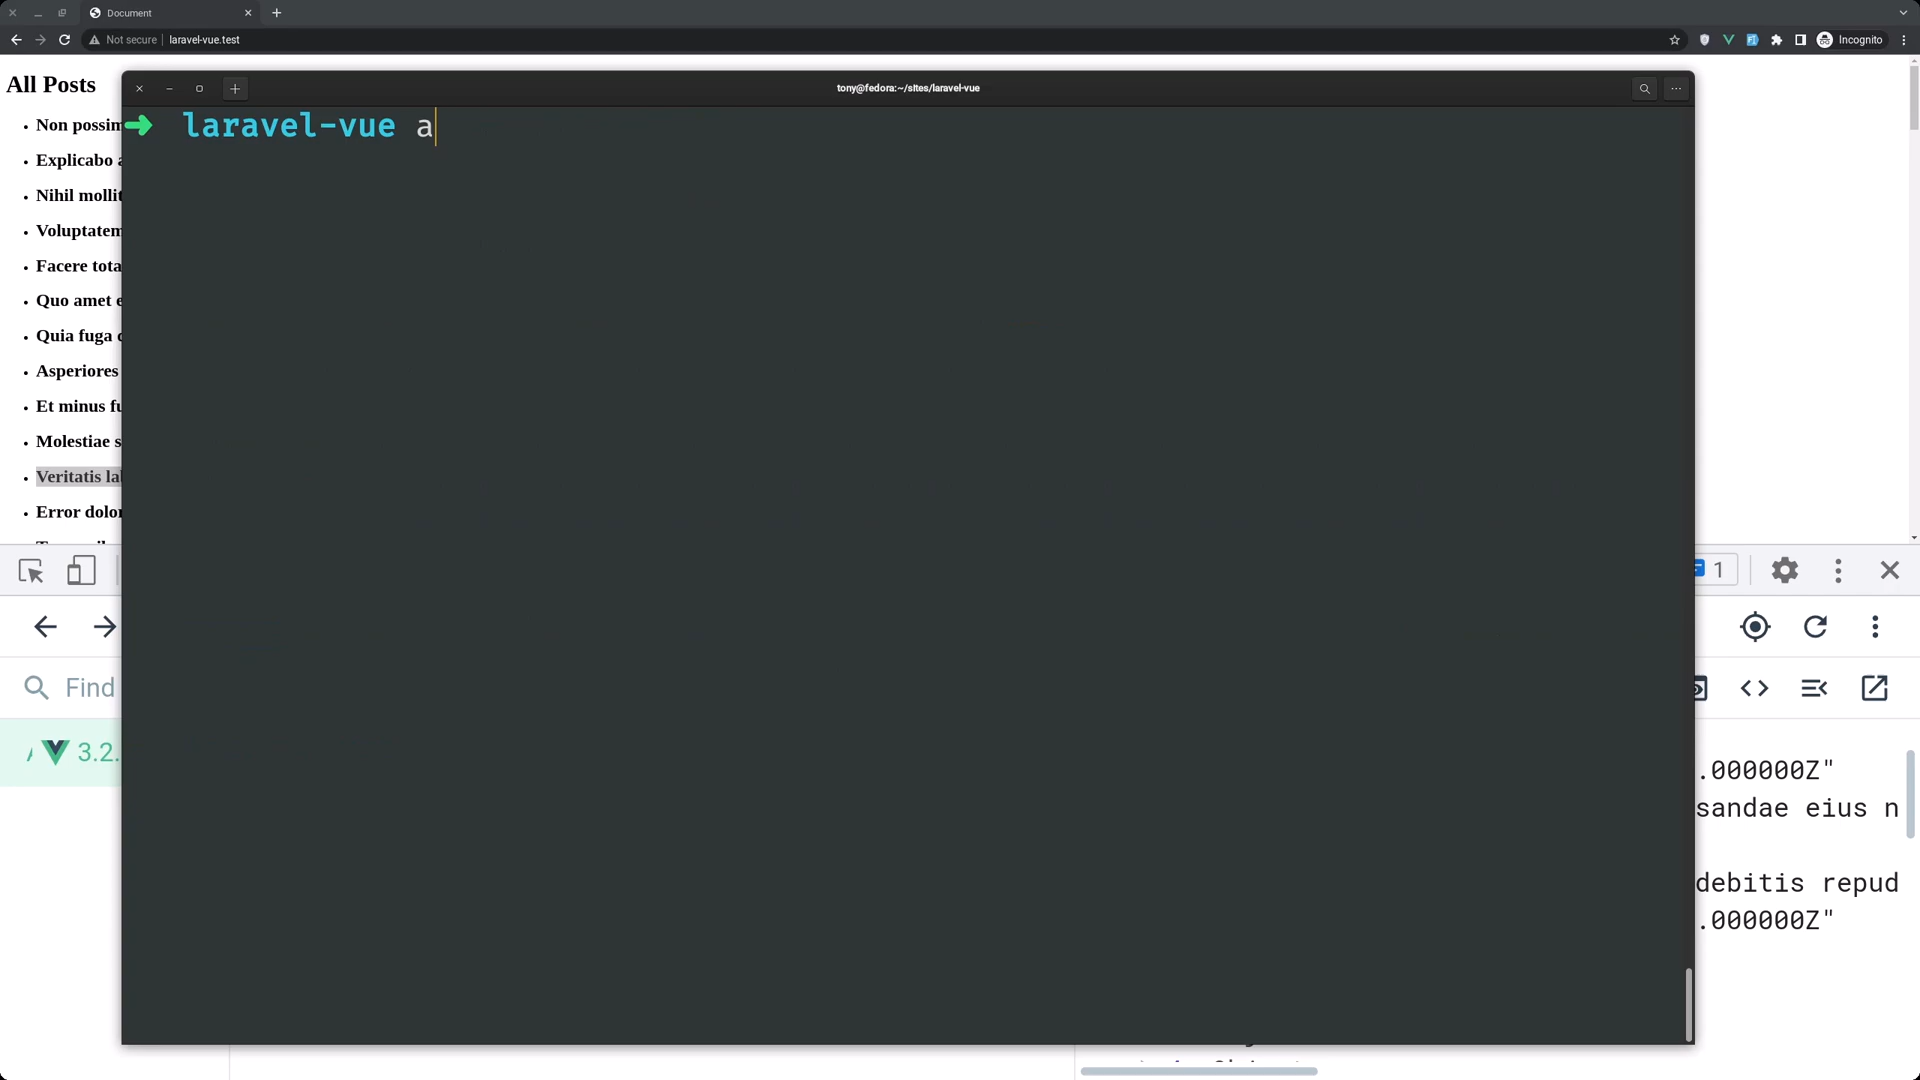 Document
Not secure laravel-vue.test
Incognito
All Posts
tony@fedora:~/sites/laravel-vue
laravel-vue a
Non possim
Explicabo a
Nihil mollit
Voluptatem
Facere tota
Quo amet e
Quia fuga
Asperiores
Et minus fu
Molestiae s
Veritatis la
Error dolor
1
Find
3.2.
.000000Z"
sandae eius n
debitis repud
.000000Z"